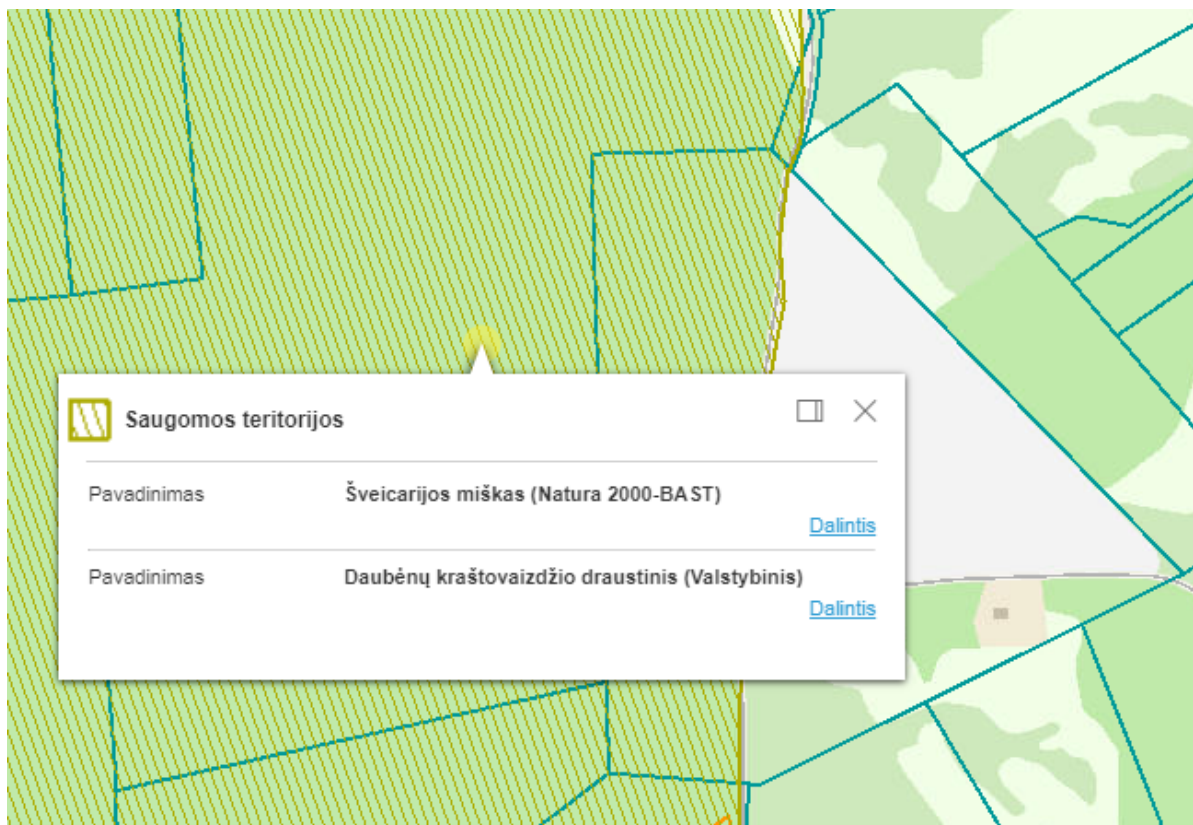 Saugomos teritorijos
Pavadinimas Šveicarijos miškas (Natura 2000-BAST)
Dalintis
Pavadinimas Daubėnų kraštovaizdžio draustinis (Valstybinis)
Dalintis